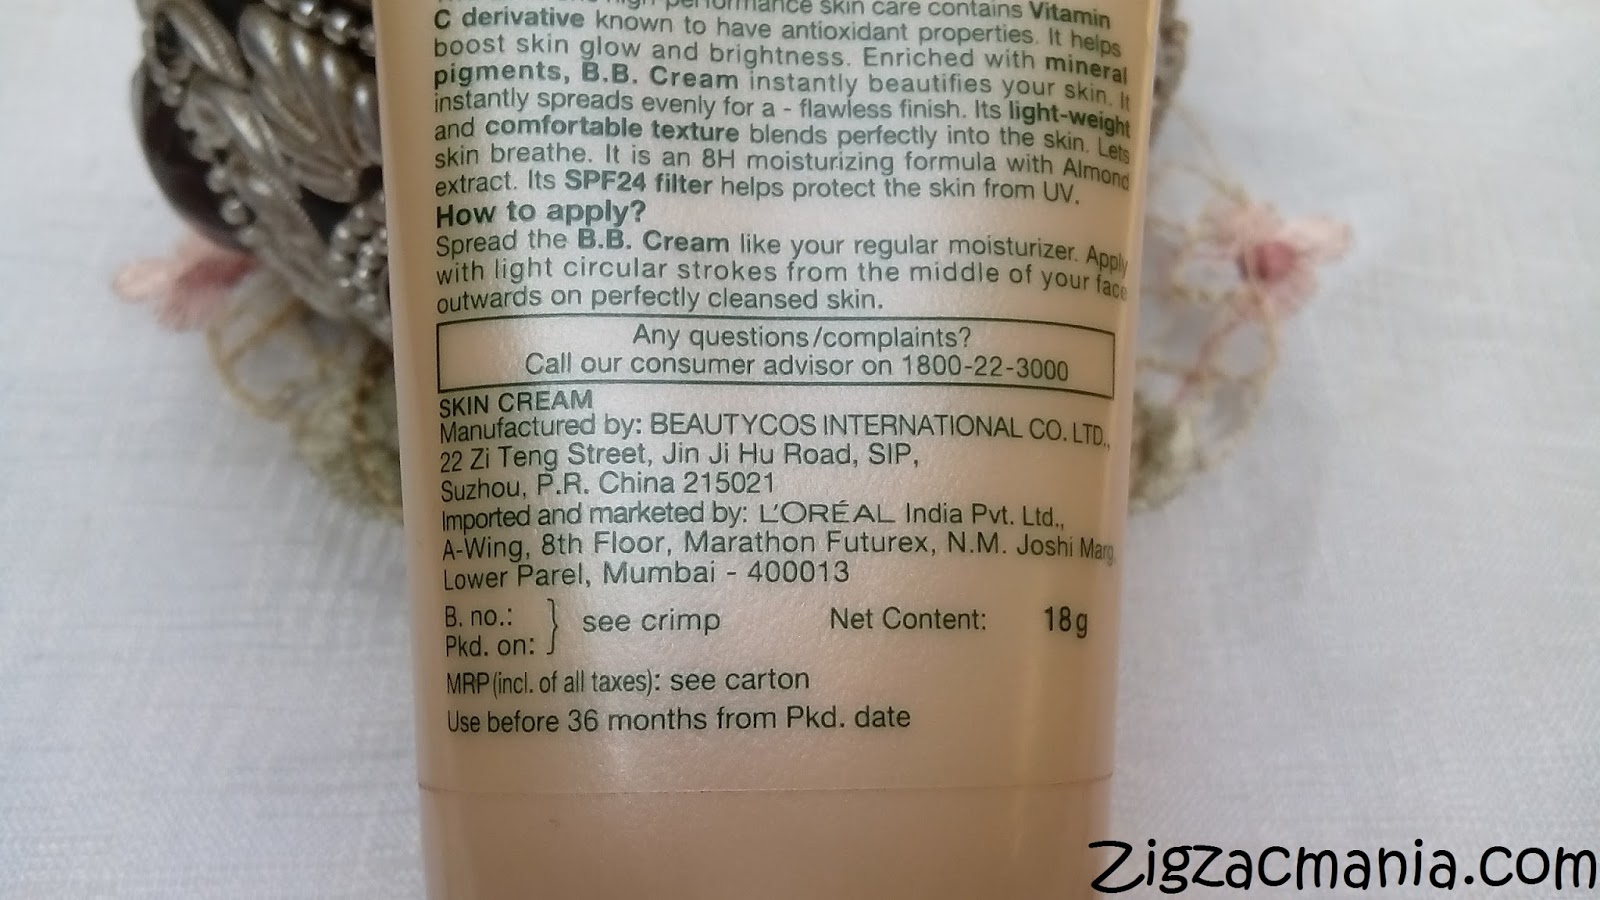 high performance skin care contains Vitamin
C derivative known to have antioxidant properties. It helps
boost skin glow and brightness. Enriched with mineral
pigments, B.B. Cream instantly beautifies your skin. It
instantly spreads evenly for a - flawless finish. Its light-weight
and comfortable texture blends perfectly into the skin. Lets
skin breathe. It is an 8H moisturizing formula with Almond
extract. Its SPF24 filter helps protect the skin from UV.
How to apply?
Spread the B.B. Cream like your regular moisturizer. Apply
with light circular strokes from the middle of your face
outwards on perfectly cleansed skin.
Any questions/complaints?
Call our consumer advisor on 1800-22-3000
SKIN CREAM
Manufactured by: BEAUTYCOS INTERNATIONAL CO. LTD.,
22 Zi Teng Street, Jin Ji Hu Road, SIP,
Suzhou, P.R. China 215021
Imported and marketed by: L'ORÉAL India Pvt. Ltd.,
A-Wing, 8th Floor, Marathon Futurex, N.M. Joshi Marg,
Lower Parel, Mumbai - 400013
B. no.: } see crimp Net Content: 18g
Pkd. on:
MRP (incl. of all taxes): see carton
Use before 36 months from Pkd. date
Zigzacmania.com